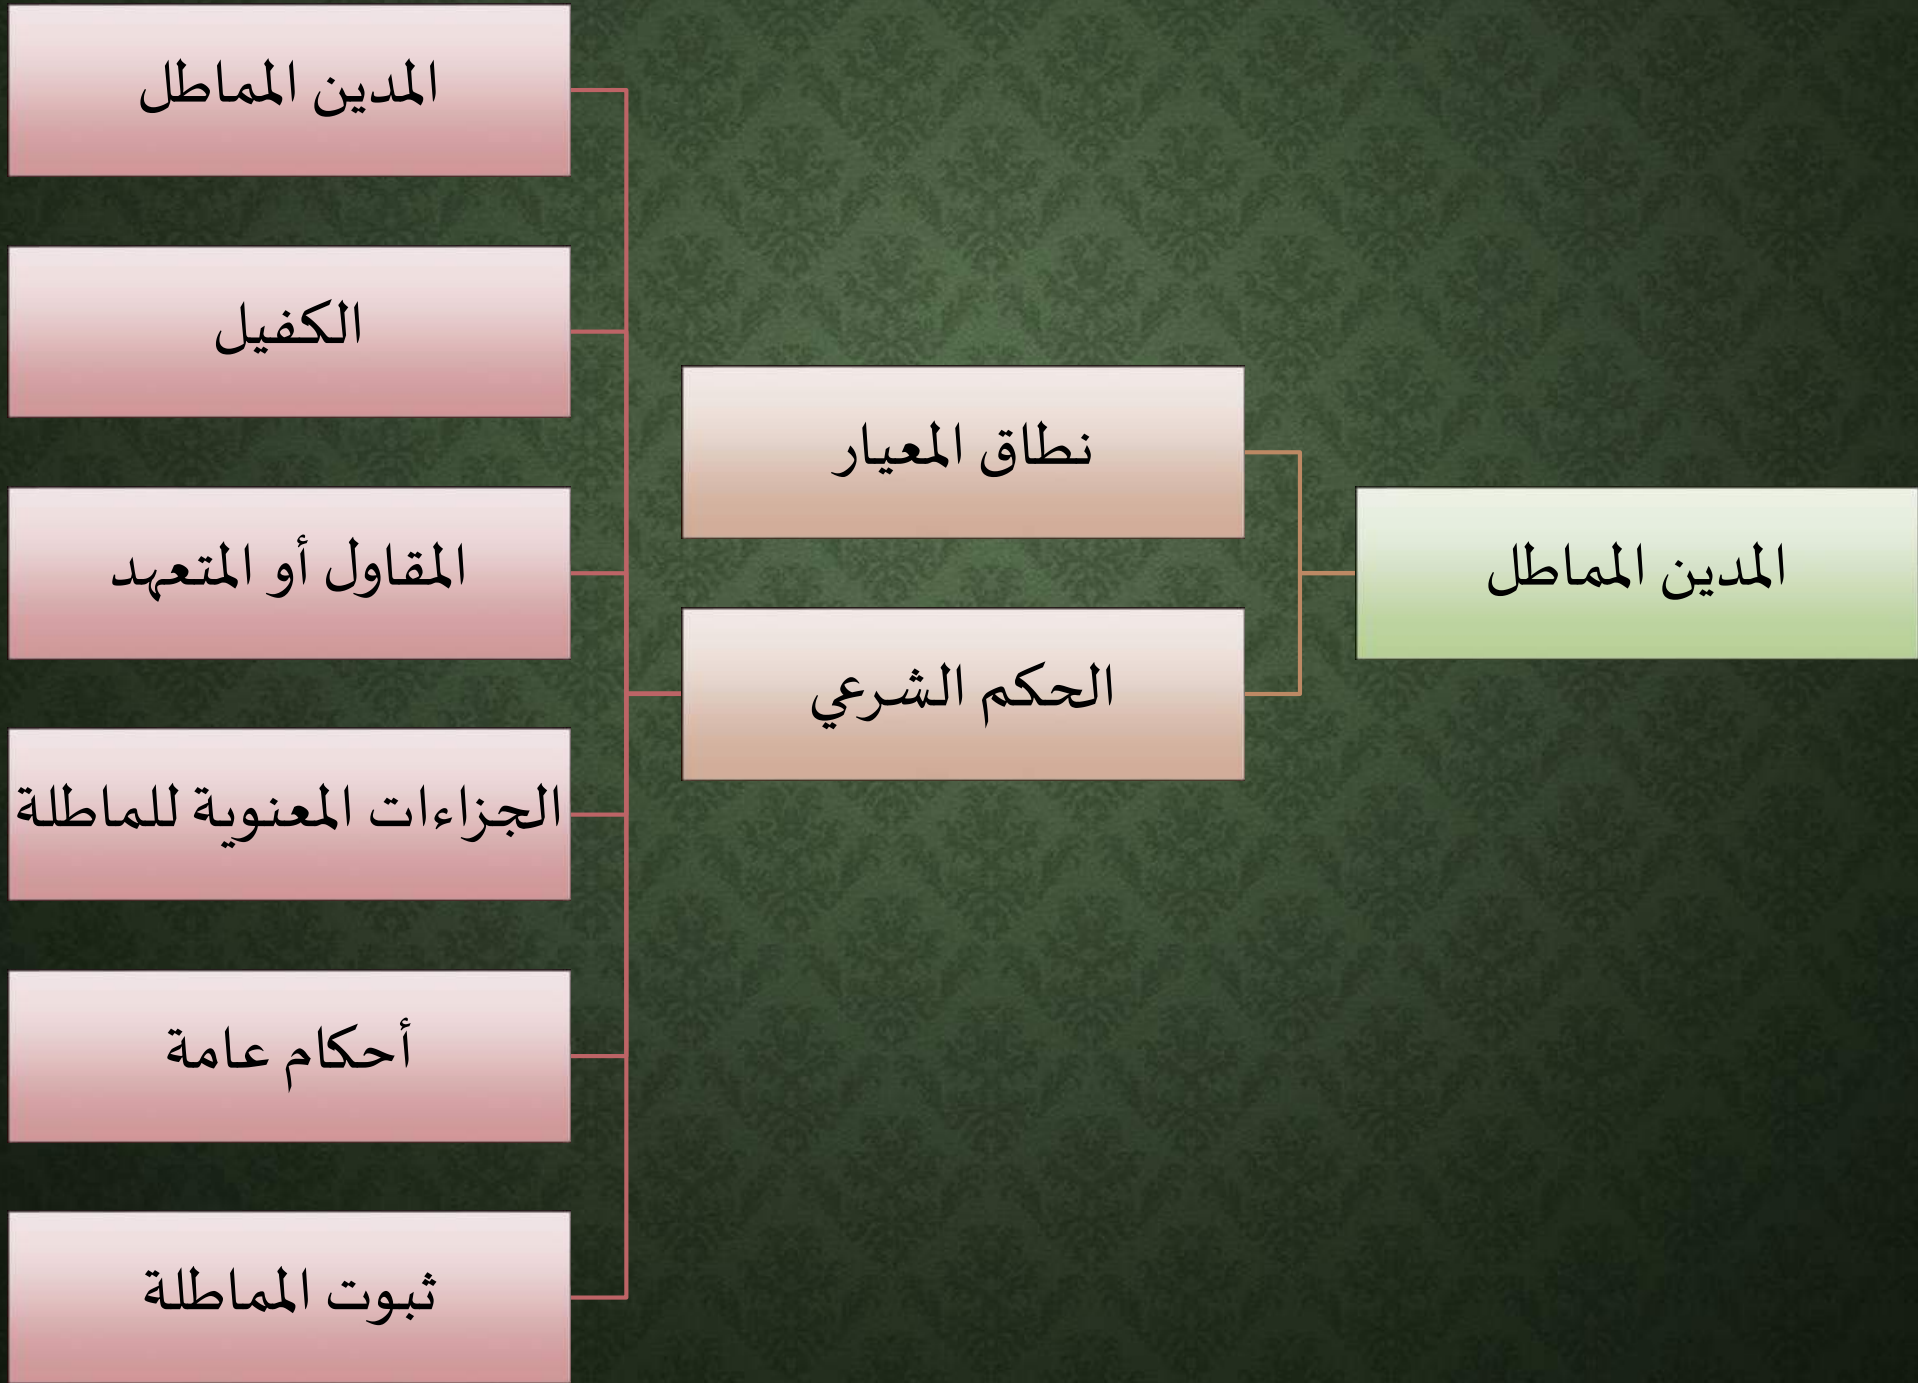 المدين المماطل
نطاق المعيار
الحكم الشرعي
المدين المماطل
الكفيل
المقاول أو المتعهد
الجزاءات المعنوية للماطلة
أحكام عامة
ثبوت المماطلة